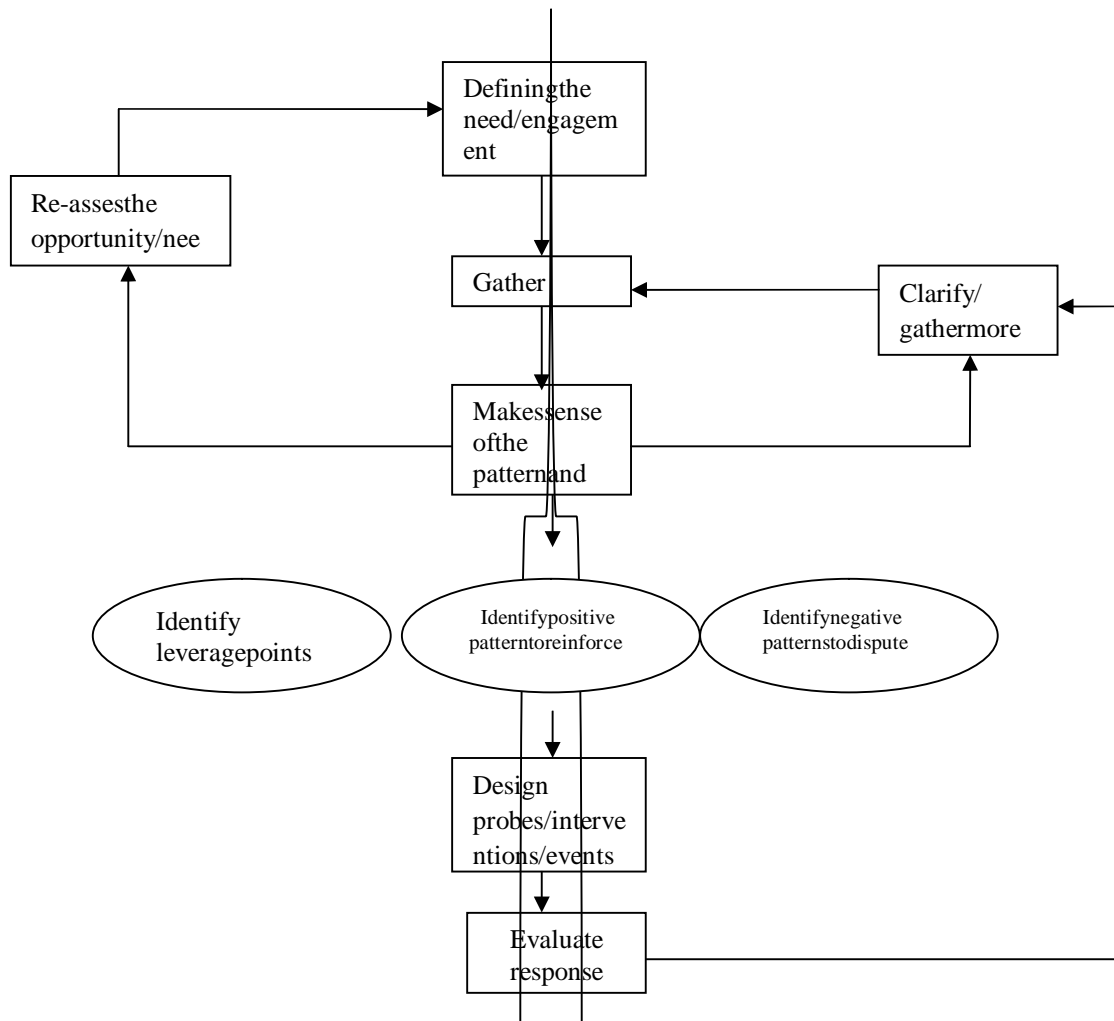 Definingthe
need/engagem
ent
Re-assesthe
opportunity/nee
Gather
Clarify/
gathermore
Makessense
ofthe
patternand
Identify
leveragepoints
Identifypositive
patterntoreinforce
Identifynegative
patternstodispute
Design
probes/interve
ntions/events
Evaluate
response